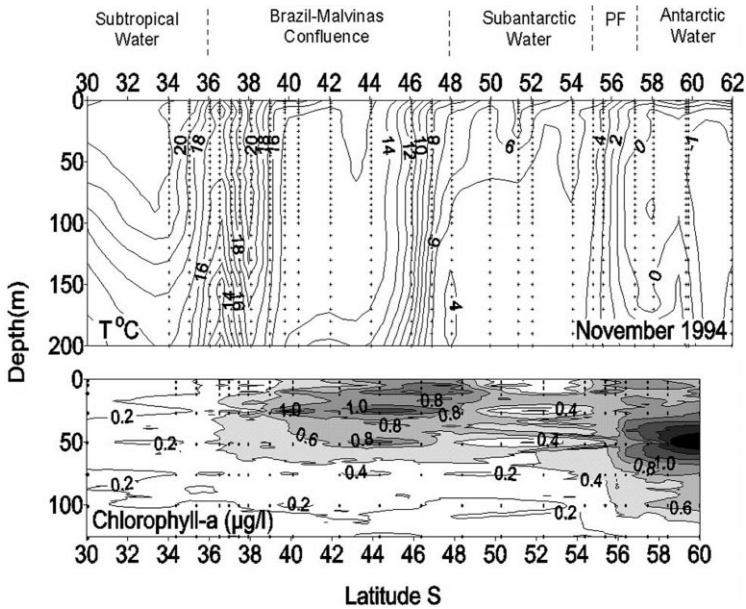 Subtropical Water
Brazil-Malvinas Confluence
Subantarctic Water
PF
Antarctic Water
30 32 34 36 38 40 42 44 46 48 50 52 54 56 58 60 62
0
50
100
150
200
Depth(m)
20 18 20 18 16 14 12 10 8 6 4 2 0 -1
18 16 14 16 6 4 0
T°C
November 1994
0
50
100
0.2 1.0 1.0 0.8 0.8 0.4
0.2 0.6 0.8 0.8 0.4 0.8 1.0
0.4 0.2 0.4
0.2 0.2 0.2 0.6
Chlorophyll-a (µg/l)
30 32 34 36 38 40 42 44 46 48 50 52 54 56 58 60
Latitude S